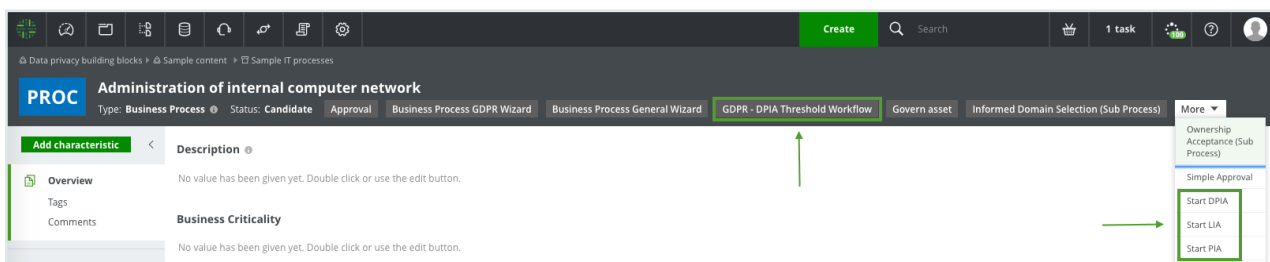 Create
Search
1 task
100
Data privacy building blocks
Sample content
Sample IT processes
PROC
Administration of internal computer network
Type: Business Process
Status: Candidate
Approval
Business Process GDPR Wizard
Business Process General Wizard
GDPR - DPIA Threshold Workflow
Govern asset
Informed Domain Selection (Sub Process)
More
Ownership
Acceptance (Sub
Process)
Simple Approval
Start DPIA
Start LIA
Start PIA
Add characteristic
Overview
Tags
Comments
Description
No value has been given yet. Double click or use the edit button.
Business Criticality
No value has been given yet. Double click or use the edit button.